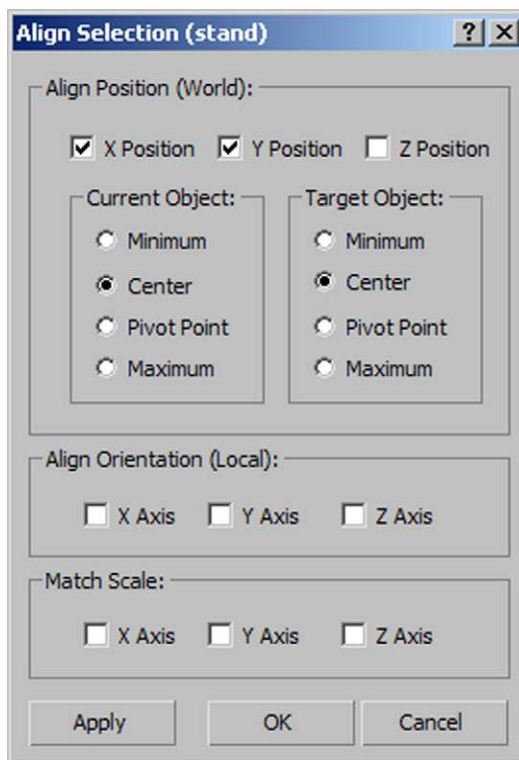 Align Selection (stand)
Align Position (World):
X Position Y Position Z Position
Current Object: Target Object:
Minimum Minimum
Center Center
Pivot Point Pivot Point
Maximum Maximum
Align Orientation (Local):
X Axis Y Axis Z Axis
Match Scale:
X Axis Y Axis Z Axis
Apply OK Cancel